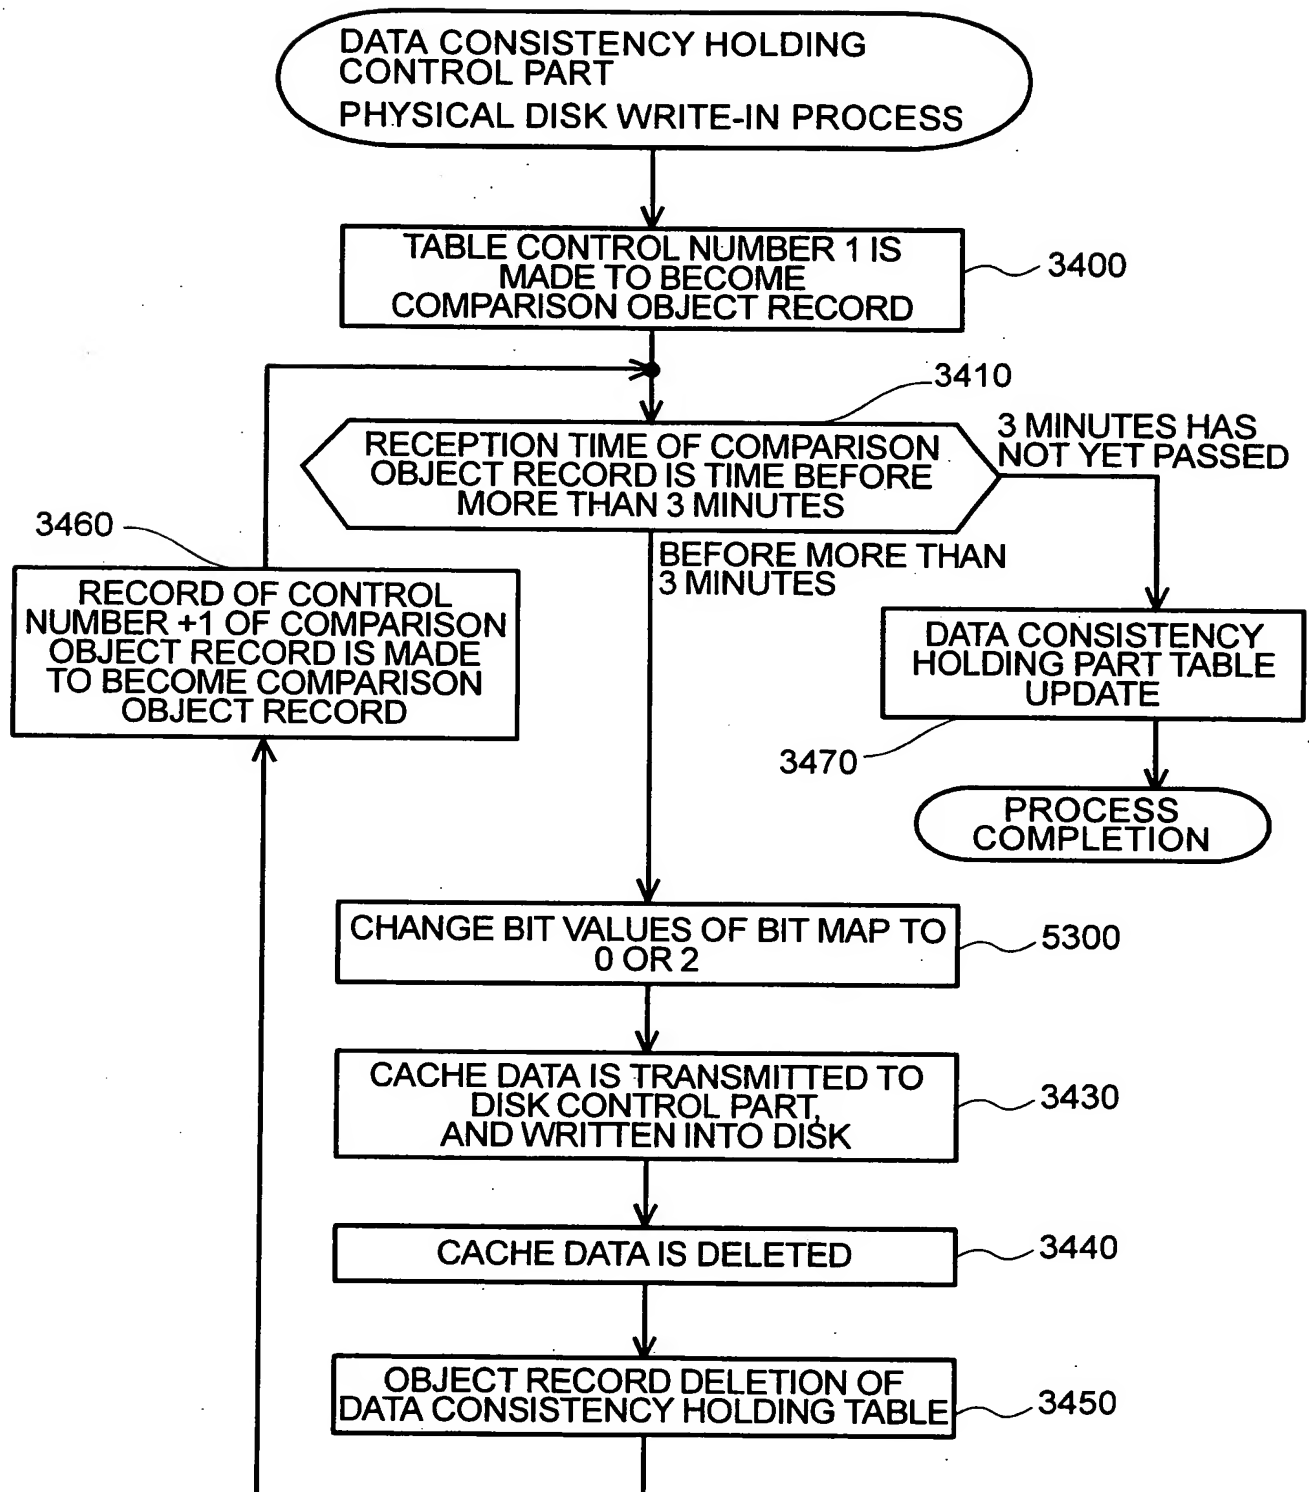 DATA CONSISTENCY HOLDING
CONTROL PART
PHYSICAL DISK WRITE-IN PROCESS
TABLE CONTROL NUMBER 1 IS
MADE TO BECOME
COMPARISON OBJECT RECORD
3400
3410
RECEPTION TIME OF COMPARISON
OBJECT RECORD IS TIME BEFORE
MORE THAN 3 MINUTES
3 MINUTES HAS
NOT YET PASSED
3460
BEFORE MORE THAN
3 MINUTES
RECORD OF CONTROL
NUMBER +1 OF COMPARISON
OBJECT RECORD IS MADE
TO BECOME COMPARISON
OBJECT RECORD
DATA CONSISTENCY
HOLDING PART TABLE
UPDATE
3470
PROCESS
COMPLETION
CHANGE BIT VALUES OF BIT MAP TO
0 OR 2
5300
CACHE DATA IS TRANSMITTED TO
DISK CONTROL PART,
AND WRITTEN INTO DISK
3430
CACHE DATA IS DELETED
3440
OBJECT RECORD DELETION OF
DATA CONSISTENCY HOLDING TABLE
3450